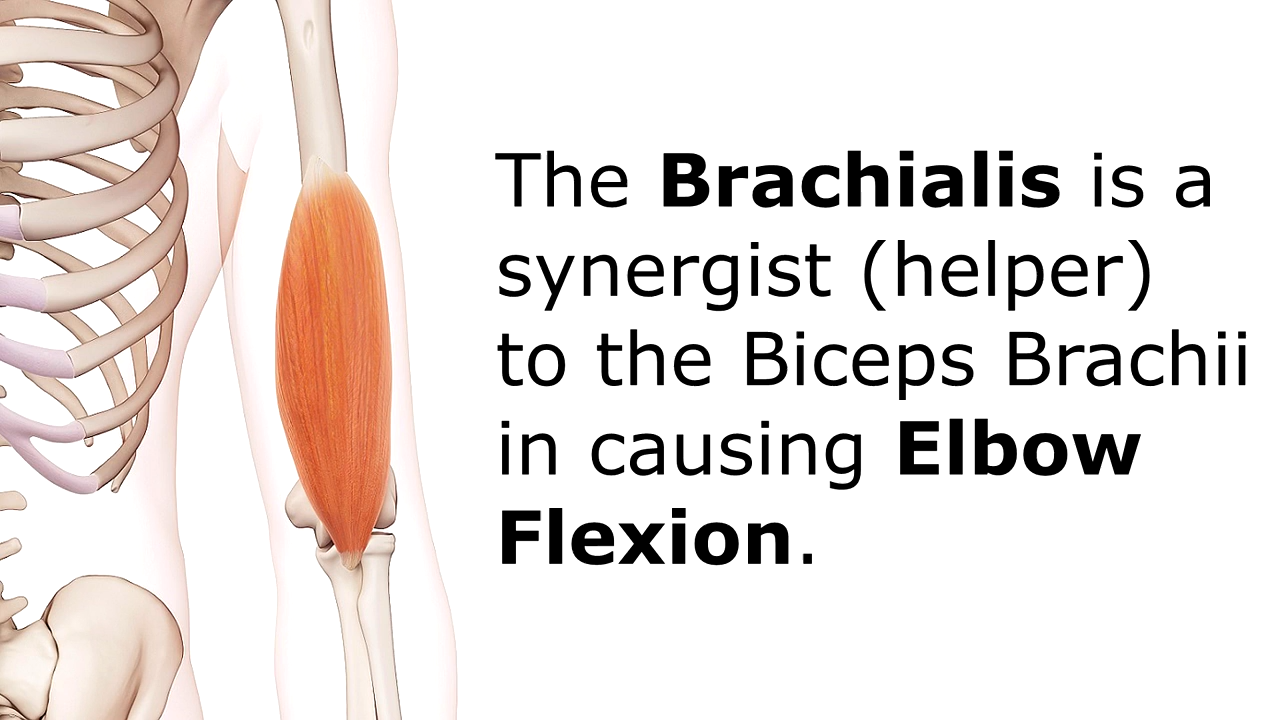 The Brachialis is a
synergist (helper)
to the Biceps Brachii
in causing Elbow
Flexion.